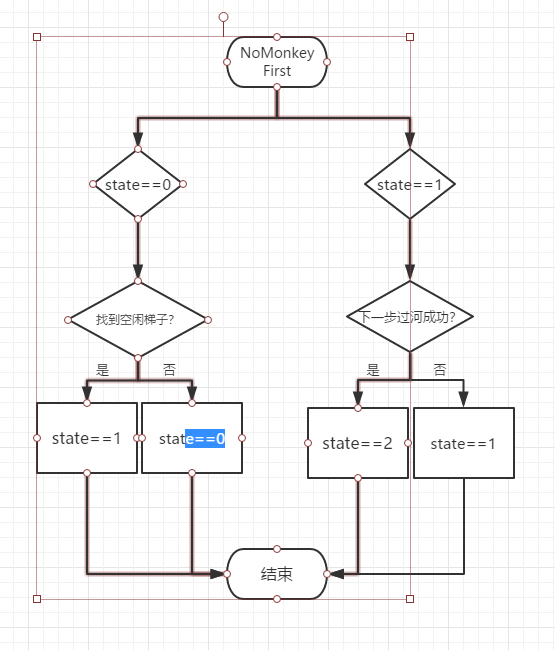 NoMonkey
First
state==0
state==1
找到空闲梯子?
下一步过河成功?
是
否
是
否
state==1
state==0
state==2
state==1
结束